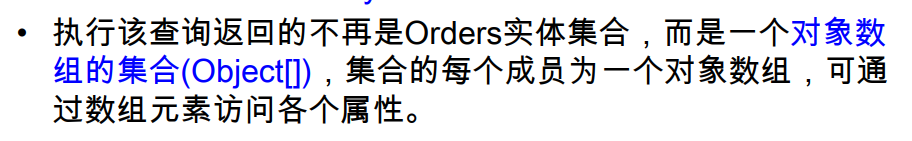 • 执行该查询返回的不再是Orders实体集合，而是一个对象数
组的集合(Object[])，集合的每个成员为一个对象数组，可通
过数组元素访问各个属性。